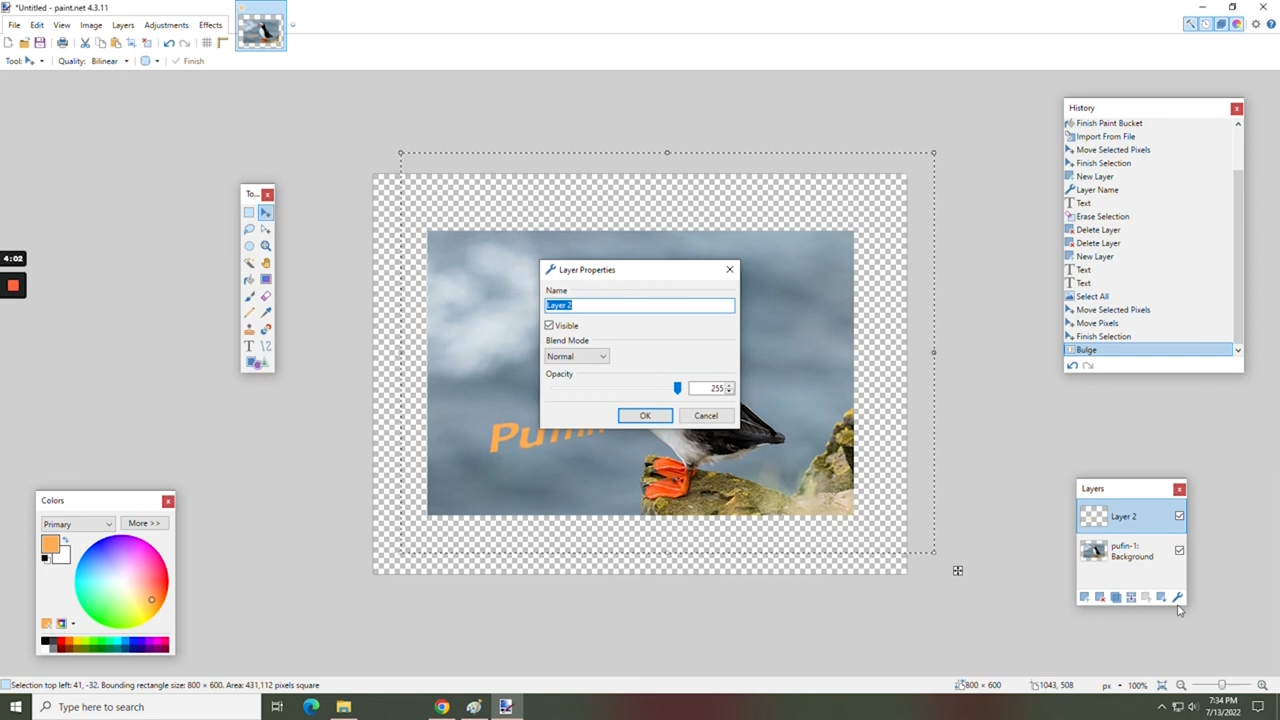 *Untitled - paint.net 4.3.11
File Edit View Image Layers Adjustments Effects
Tool: Quality: Bilinear Finish
4:02
To...
History
Finish Paint Bucket
Import From File
Move Selected Pixels
Finish Selection
New Layer
Layer Name
Text
Erase Selection
Delete Layer
Delete Layer
New Layer
Text
Text
Select All
Move Selected Pixels
Move Pixels
Finish Selection
Bulge
Layer Properties
Name
Layer 2
Visible
Blend Mode
Normal
Opacity
255
OK Cancel
Colors
Primary More >>
Layers
Layer 2
pufin-1:
Background
Selection top left: 41, -32. Bounding rectangle size: 800 × 600. Area: 431,112 pixels square
800 × 600 1043, 508 px 100%
Type here to search
7:34 PM
7/13/2022